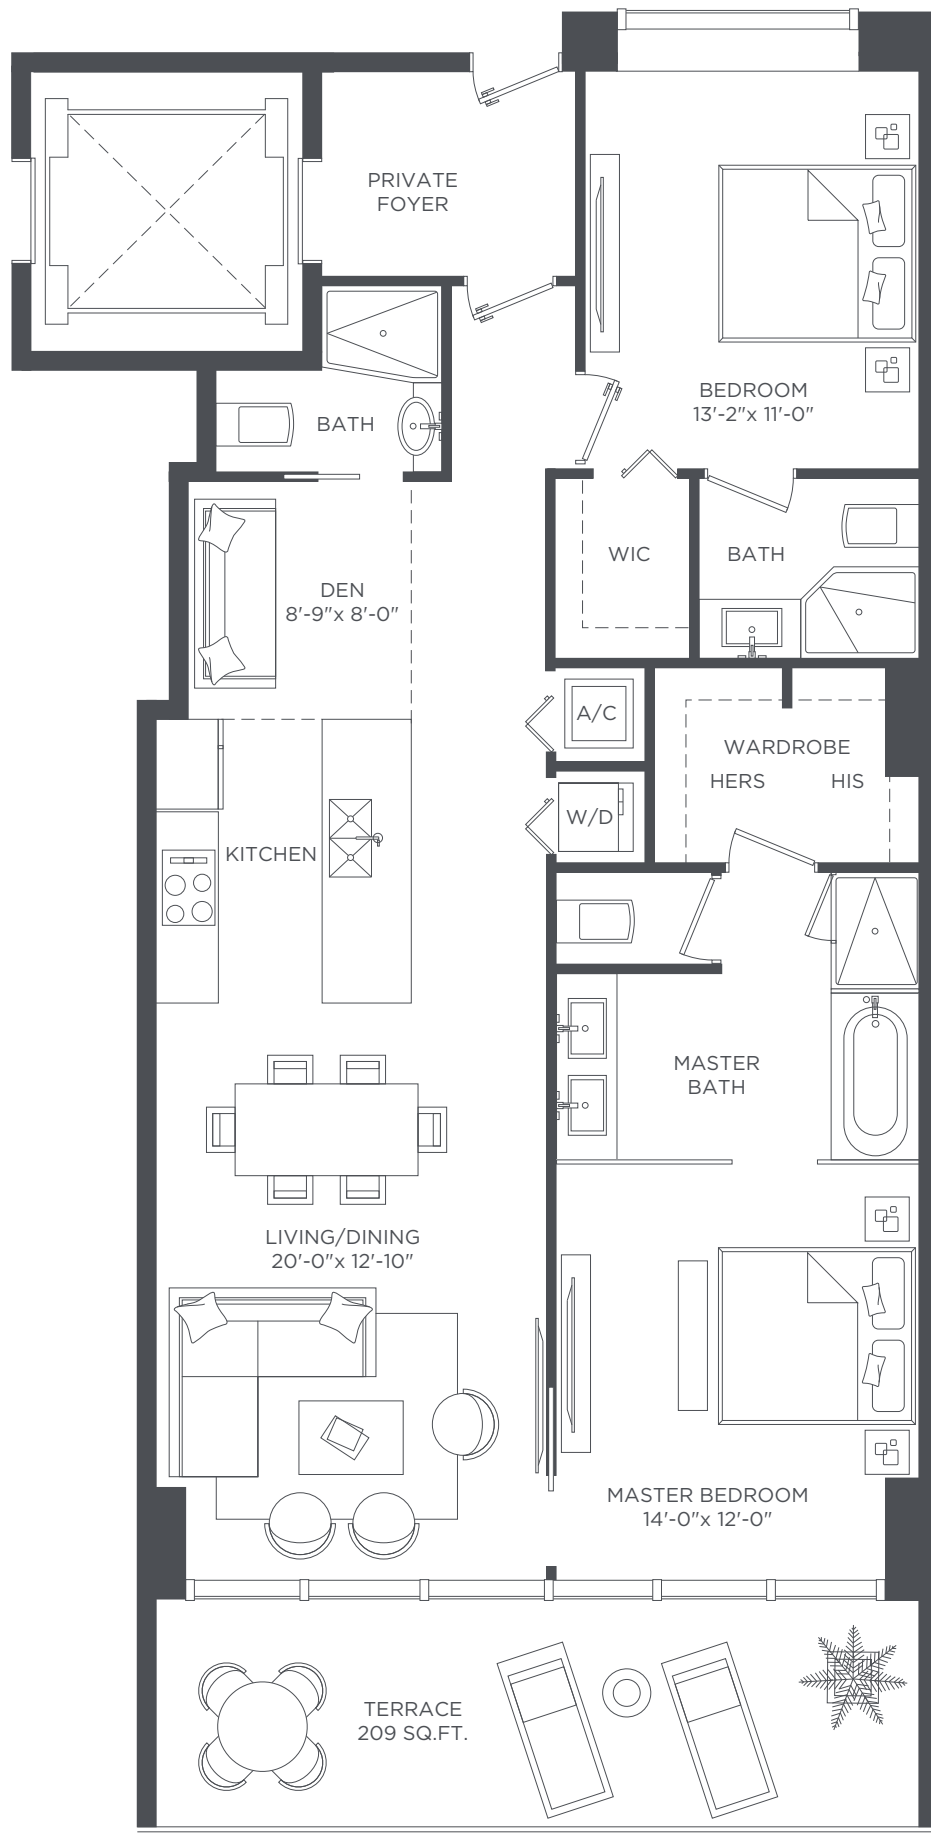 PRIVATE
FOYER
BEDROOM
13'-2"x 11'-0"
BATH
WIC
BATH
DEN
8'-9"x 8'-0"
A/C
WARDROBE
HERS HIS
W/D
KITCHEN
MASTER
BATH
LIVING/DINING
20'-0"x 12'-10"
MASTER BEDROOM
14'-0"x 12'-0"
TERRACE
209 SQ.FT.